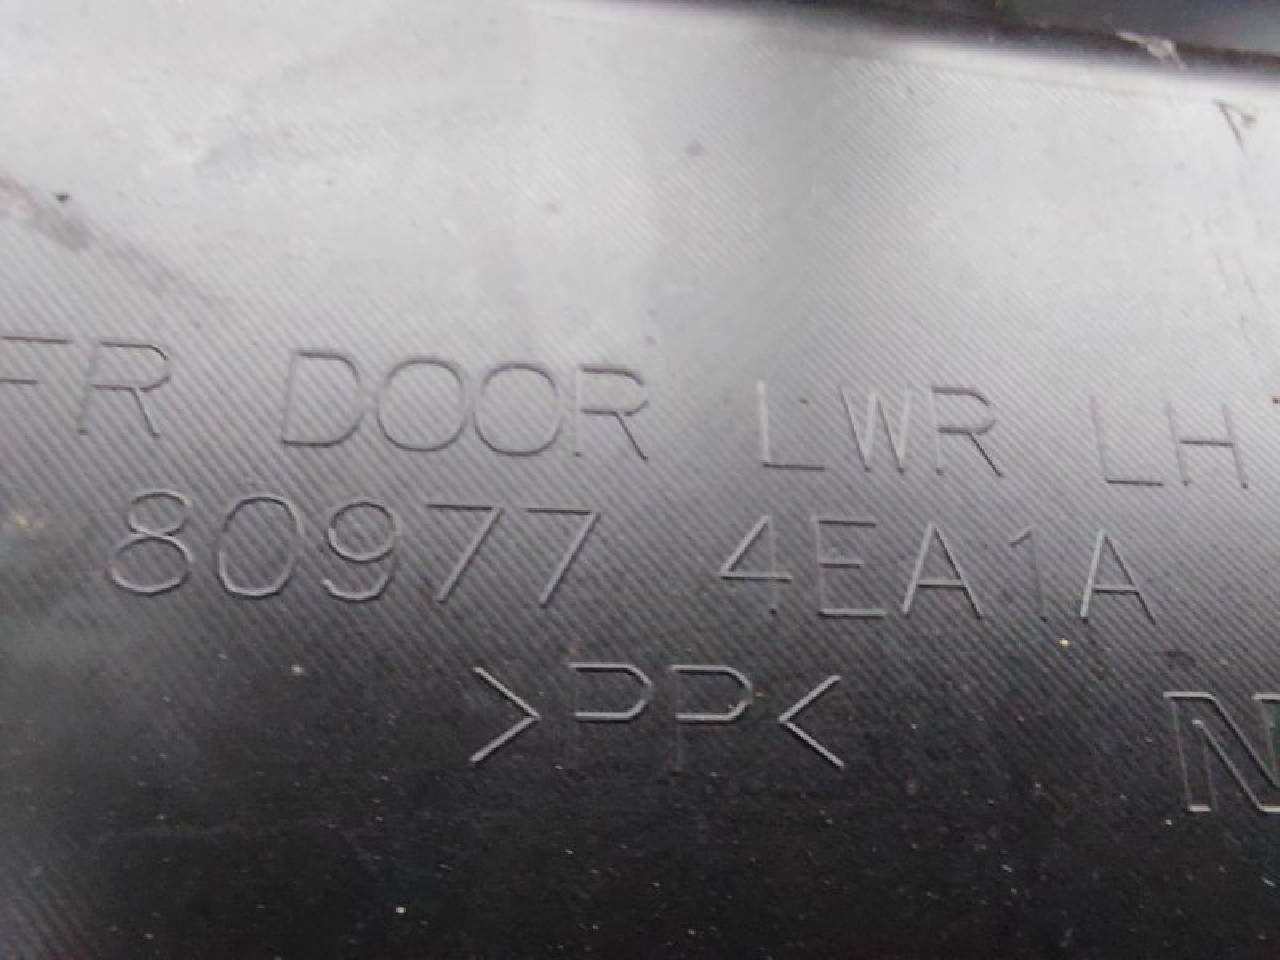 FR DOOR LWR LH
80977 4EA1A
>PP<
N